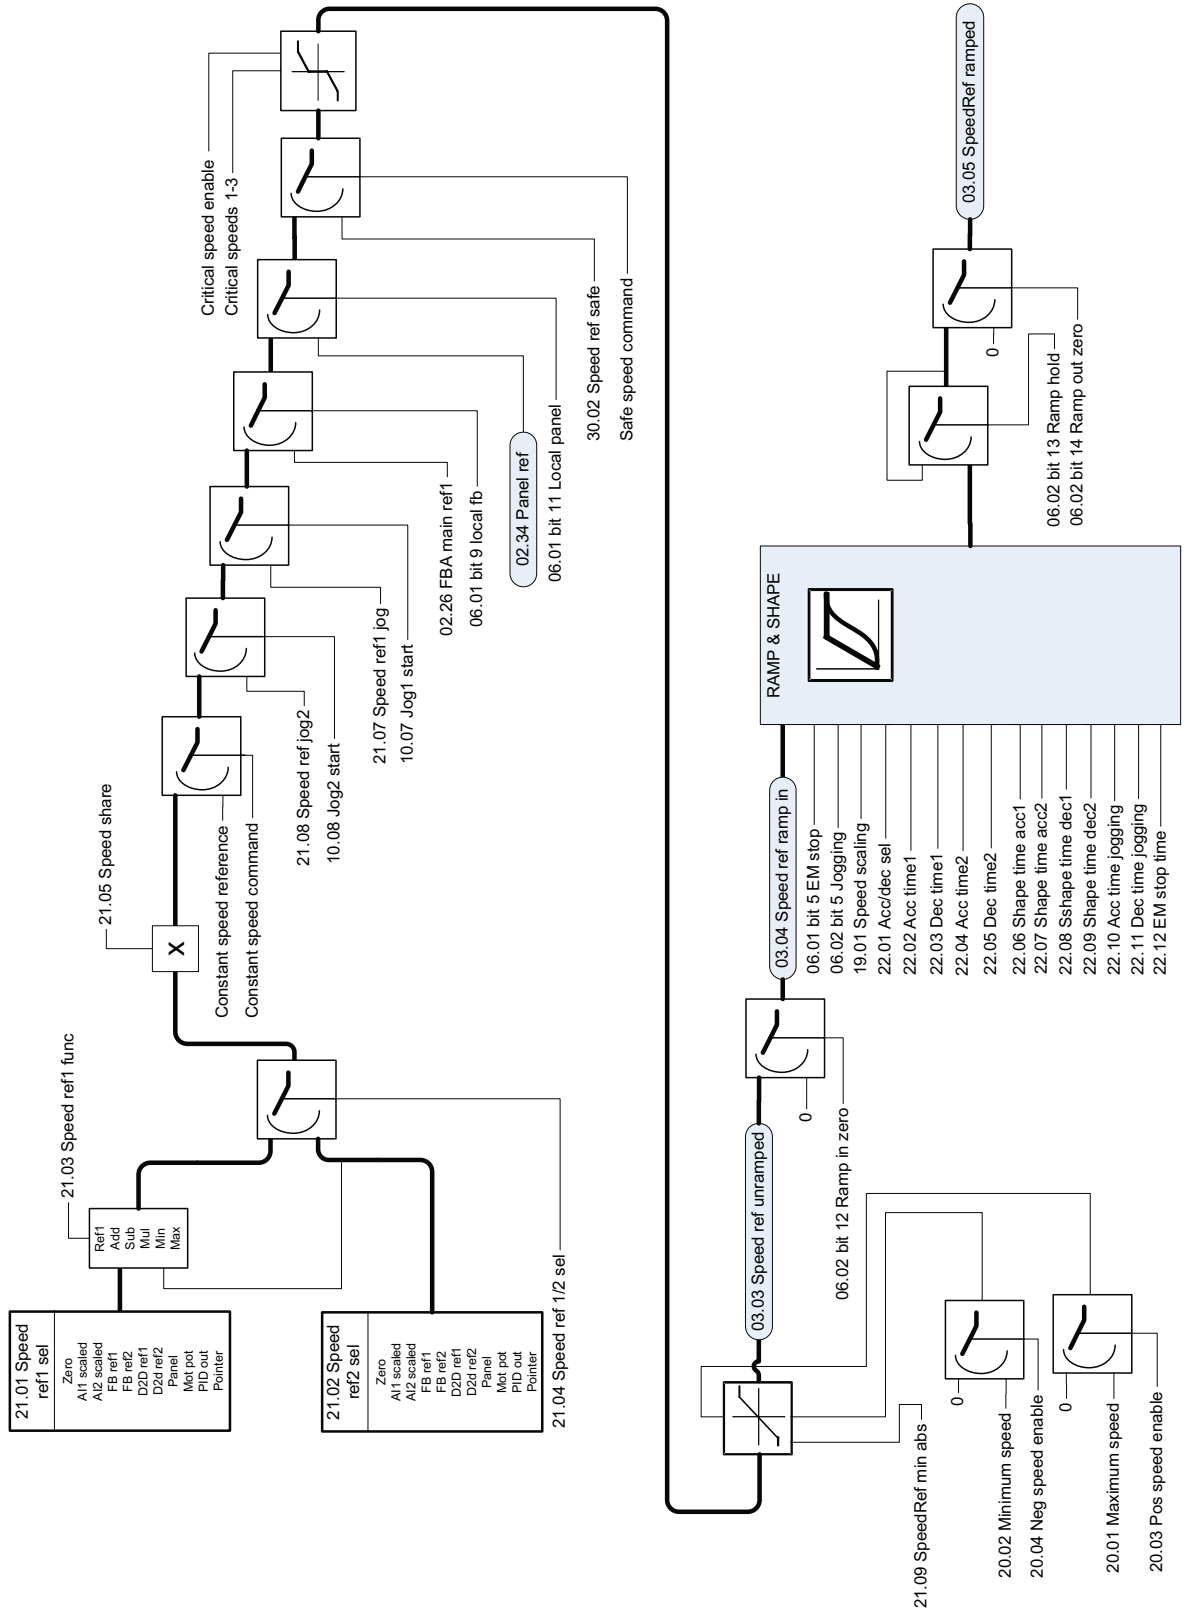 21.01 Speed
ref1 sel
Zero
AI1 scaled
AI2 scaled
FB ref1
FB ref2
D2D ref1
D2d ref2
Panel
Mot pot
PID out
Pointer
21.03 Speed ref1 func
Ref1
Add
Sub
Mul
Min
Max
21.02 Speed
ref2 sel
Zero
AI1 scaled
AI2 scaled
FB ref1
FB ref2
D2D ref1
D2d ref2
Panel
Mot pot
PID out
Pointer
21.04 Speed ref 1/2 sel
21.05 Speed share
X
Constant speed reference
Constant speed command
21.08 Speed ref jog2
10.08 Jog2 start
21.07 Speed ref1 jog
10.07 Jog1 start
02.26 FBA main ref1
06.01 bit 9 local fb
02.34 Panel ref
06.01 bit 11 Local panel
30.02 Speed ref safe
Safe speed command
Critical speed enable
Critical speeds 1-3
21.09 SpeedRef min abs
0
20.02 Minimum speed
20.04 Neg speed enable
0
20.01 Maximum speed
20.03 Pos speed enable
03.03 Speed ref unramped
0
06.02 bit 12 Ramp in zero
03.04 Speed ref ramp in
06.01 bit 5 EM stop
06.02 bit 5 Jogging
19.01 Speed scaling
22.01 Acc/dec sel
22.02 Acc time1
22.03 Dec time1
22.04 Acc time2
22.05 Dec time2
22.06 Shape time acc1
22.07 Shape time acc2
22.08 Sshape time dec1
22.09 Shape time dec2
22.10 Acc time jogging
22.11 Dec time jogging
22.12 EM stop time
RAMP & SHAPE
06.02 bit 13 Ramp hold
06.02 bit 14 Ramp out zero
0
03.05 SpeedRef ramped